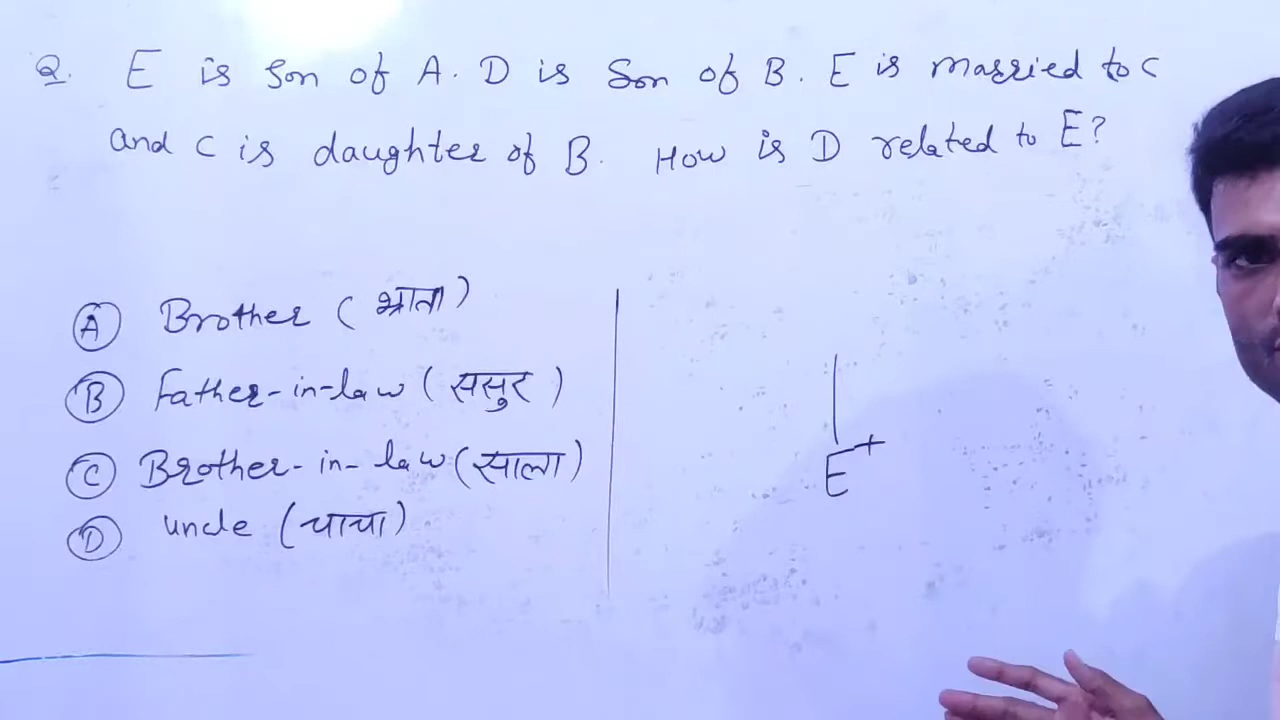 Q. E is Son of A. D is Son of B. E is married to C
and C is daughter of B. How is D related to E?
A Brother (भ्राता)
B Father-in-law (ससुर)
C Brother-in-law (साला)
D uncle (चाचा)
E+